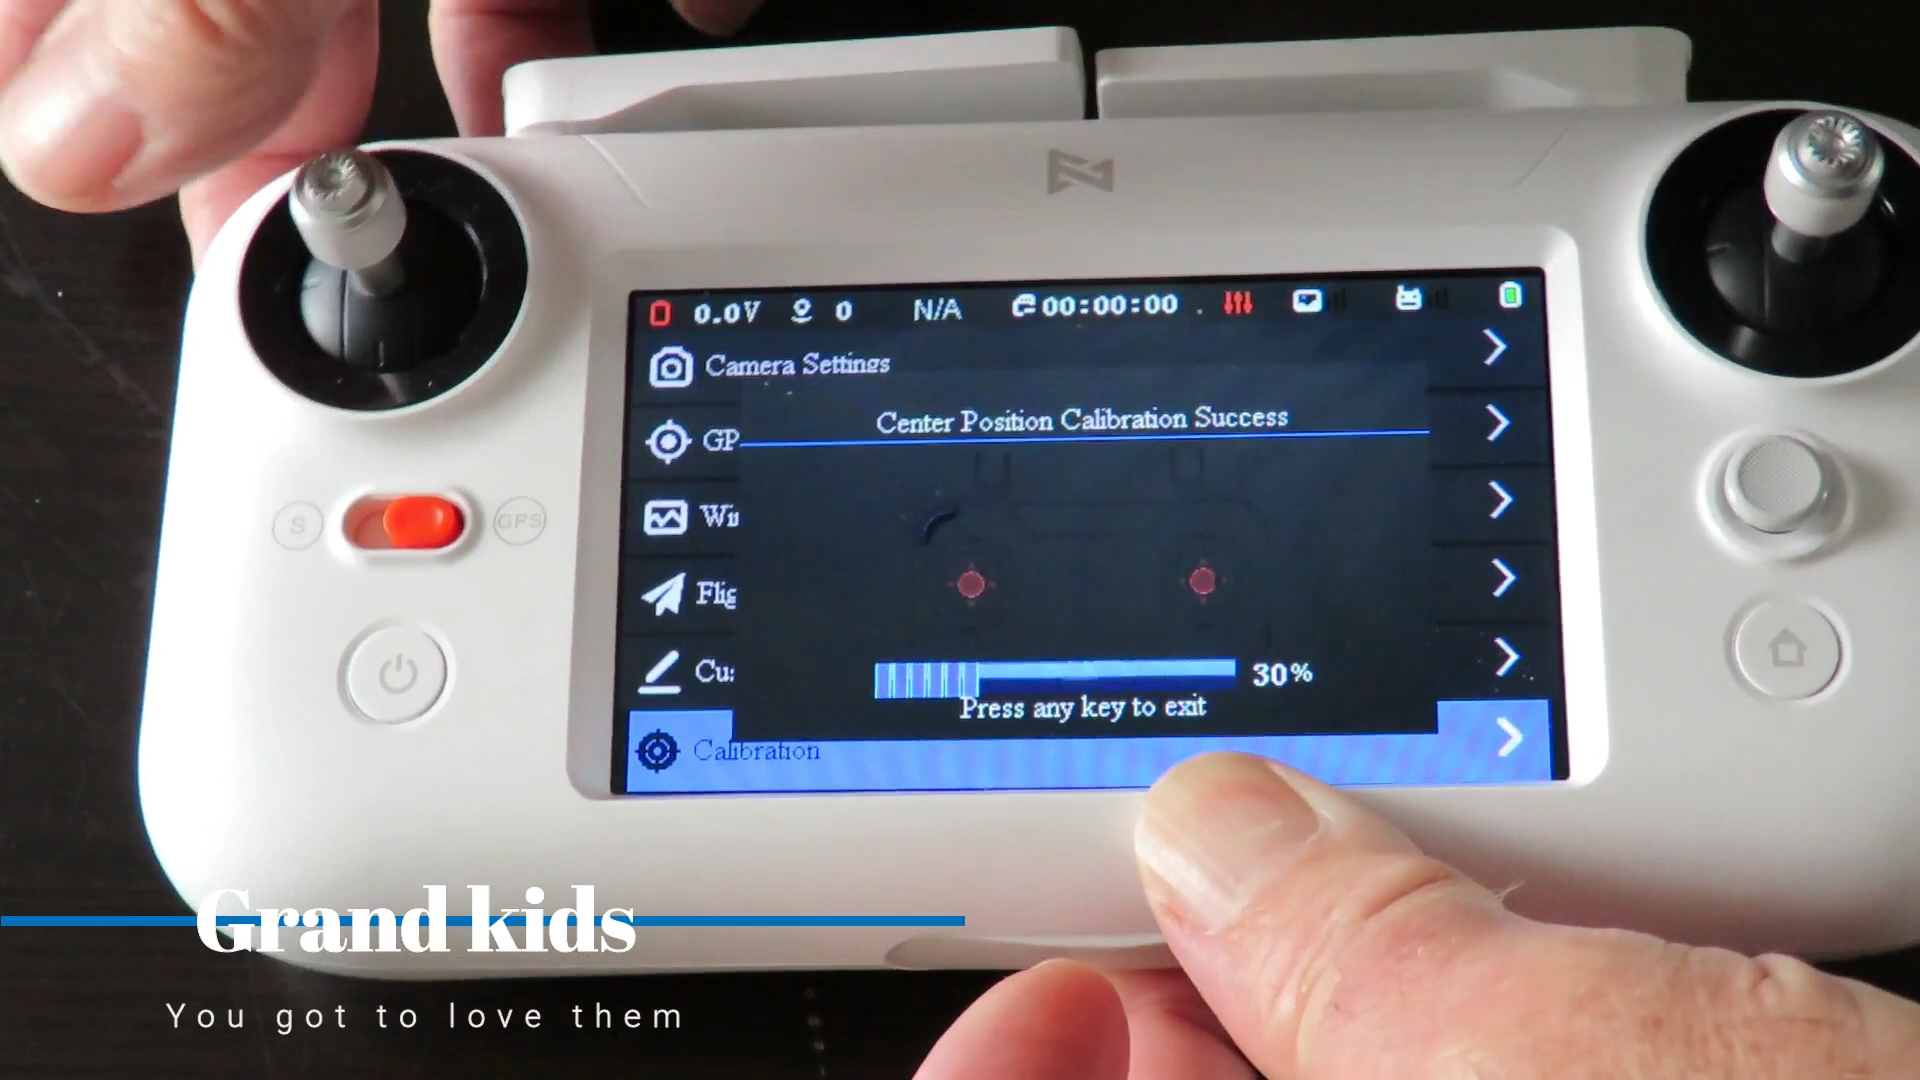 0.0V 0 N/A 00:00:00
Camera Settings
Center Position Calibration Success
GP
Wi
Flig
30%
Cu
Press any key to exit
Calibration
S
GPS
Grand kids
You got to love them